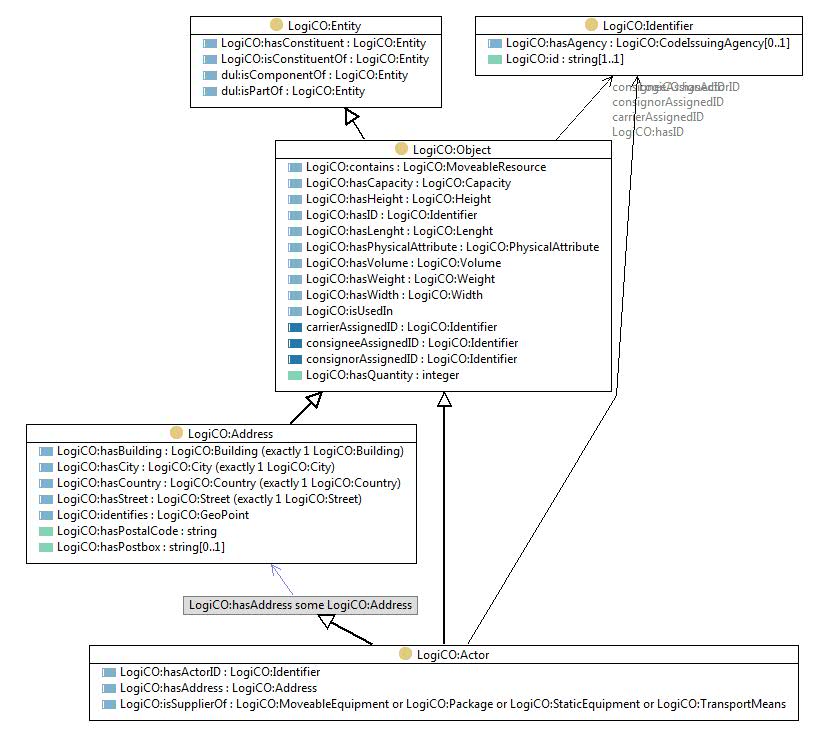 LogiCO:Entity
LogiCO:hasConstituent : LogiCO:Entity
LogiCO:isConstituentOf : LogiCO:Entity
dul:isComponentOf : LogiCO:Entity
dul:isPartOf : LogiCO:Entity
LogiCO:Identifier
LogiCO:hasAgency : LogiCO:CodeIssuingAgency[0..1]
LogiCO:id : string[1..1]
consignorAssignedID
carrierAssignedID
LogiCO:hasID
LogiCO:Object
LogiCO:contains : LogiCO:MoveableResource
LogiCO:hasCapacity : LogiCO:Capacity
LogiCO:hasHeight : LogiCO:Height
LogiCO:hasID : LogiCO:Identifier
LogiCO:hasLenght : LogiCO:Lenght
LogiCO:hasPhysicalAttribute : LogiCO:PhysicalAttribute
LogiCO:hasVolume : LogiCO:Volume
LogiCO:hasWeight : LogiCO:Weight
LogiCO:hasWidth : LogiCO:Width
LogiCO:isUsedIn
carrierAssignedID : LogiCO:Identifier
consigneeAssignedID : LogiCO:Identifier
consignorAssignedID : LogiCO:Identifier
LogiCO:hasQuantity : integer
LogiCO:Address
LogiCO:hasBuilding : LogiCO:Building (exactly 1 LogiCO:Building)
LogiCO:hasCity : LogiCO:City (exactly 1 LogiCO:City)
LogiCO:hasCountry : LogiCO:Country (exactly 1 LogiCO:Country)
LogiCO:hasStreet : LogiCO:Street (exactly 1 LogiCO:Street)
LogiCO:identifies : LogiCO:GeoPoint
LogiCO:hasPostalCode : string
LogiCO:hasPostbox : string[0..1]
LogiCO:hasAddress some LogiCO:Address
LogiCO:Actor
LogiCO:hasActorID : LogiCO:Identifier
LogiCO:hasAddress : LogiCO:Address
LogiCO:isSupplierOf : LogiCO:MoveableEquipment or LogiCO:Package or LogiCO:StaticEquipment or LogiCO:TransportMeans